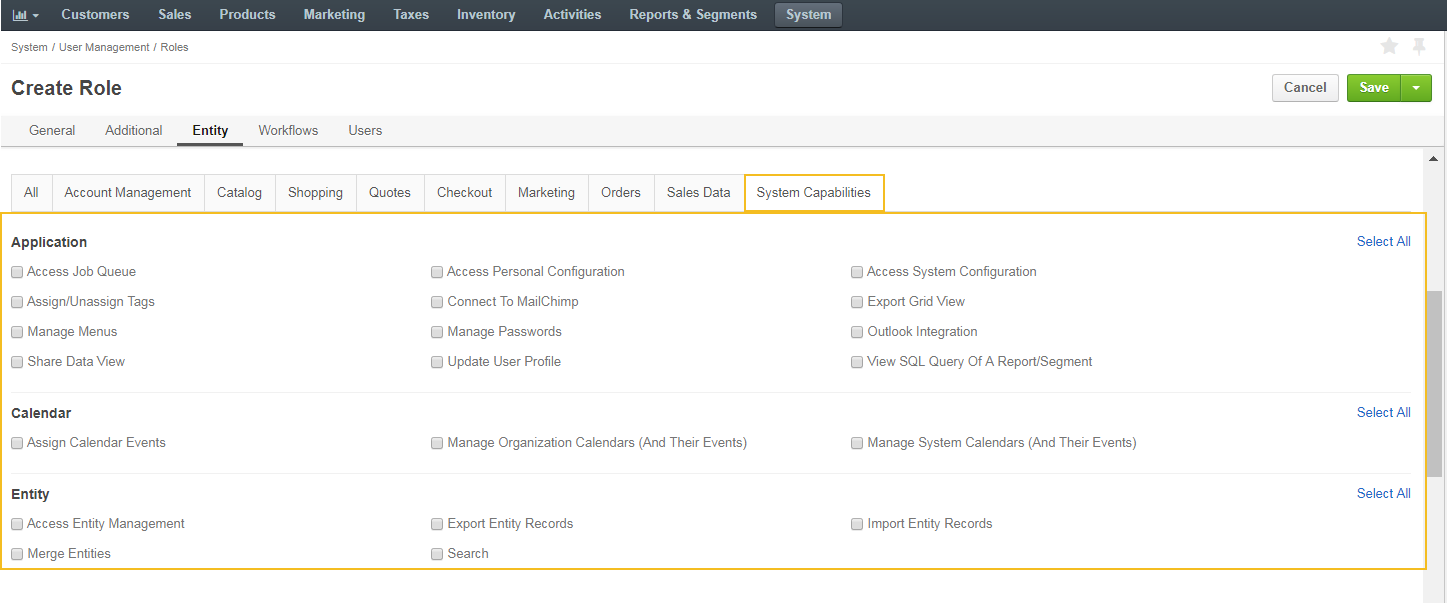 Customers Sales Products Marketing Taxes Inventory Activities Reports & Segments System
System / User Management / Roles
Create Role Cancel Save
General Additional Entity Workflows Users
All Account Management Catalog Shopping Quotes Checkout Marketing Orders Sales Data System Capabilities
Application Select All
Access Job Queue Access Personal Configuration Access System Configuration
Assign/Unassign Tags Connect To MailChimp Export Grid View
Manage Menus Manage Passwords Outlook Integration
Share Data View Update User Profile View SQL Query Of A Report/Segment
Calendar Select All
Assign Calendar Events Manage Organization Calendars (And Their Events) Manage System Calendars (And Their Events)
Entity Select All
Access Entity Management Export Entity Records Import Entity Records
Merge Entities Search